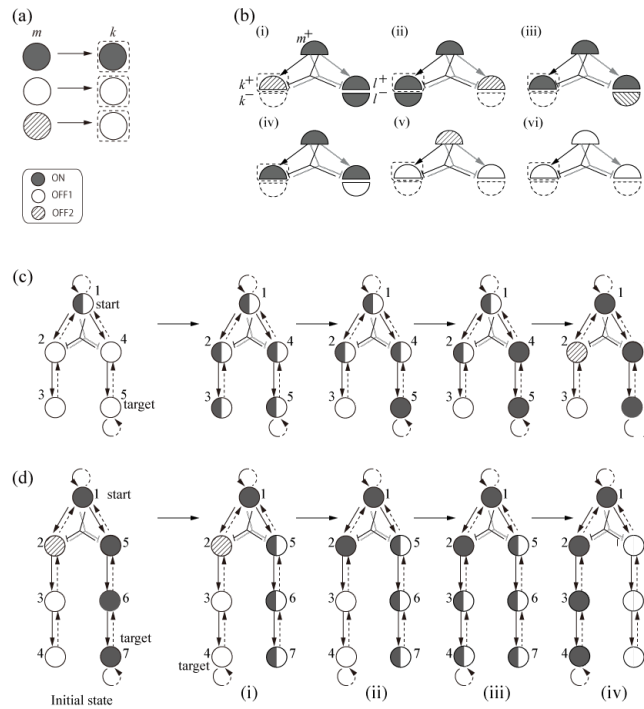 (a)
m k
ON
OFF1
OFF2
(b)
(i) (ii) (iii)
m+
k+ l+
k− l−
(iv) (v) (vi)
(c)
1 1 1 1 1
start
2 4 2 4 2 4 2 4 2
3 5 3 5 3 5 3 5 3
target
(d)
1 start 1 1 1 1
2 5 2 5 2 5 2 5 2
3 6 3 6 3 6 3 6 3
target
4 7 4 7 4 7 4 7 4
target
Initial state (i) (ii) (iii) (iv)